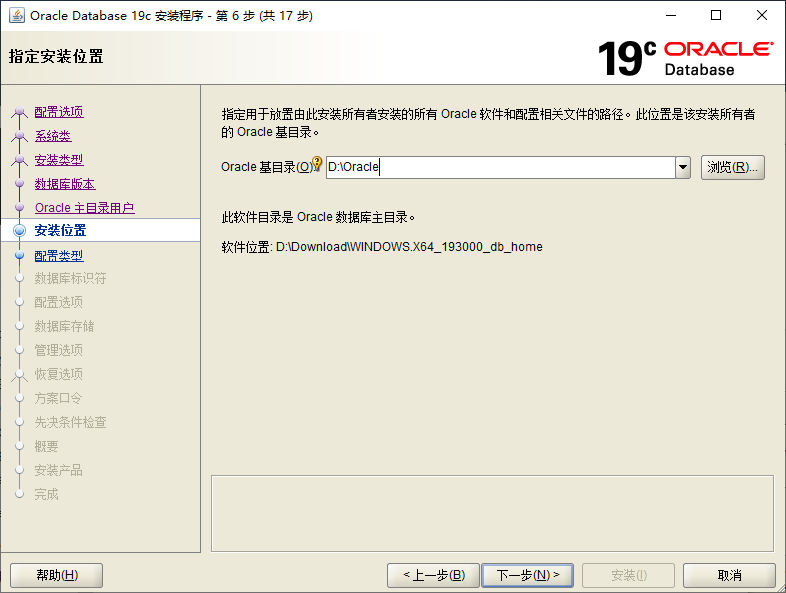 Oracle Database 19c 安装程序 - 第 6 步 (共 17 步)
指定安装位置
19c ORACLE
Database
配置选项
系统类
安装类型
数据库版本
Oracle 主目录用户
安装位置
配置类型
数据库标识符
配置选项
数据库存储
管理选项
恢复选项
方案口令
先决条件检查
概要
安装产品
完成
指定用于放置由此安装所有者安装的所有 Oracle 软件和配置相关文件的路径。此位置是该安装所有者
的 Oracle 基目录。
Oracle 基目录(O): D:\Oracle 浏览(R)...
此软件目录是 Oracle 数据库主目录。
软件位置: D:\Download\WINDOWS.X64_193000_db_home
帮助(H) < 上一步(B) 下一步(N) > 安装(I) 取消